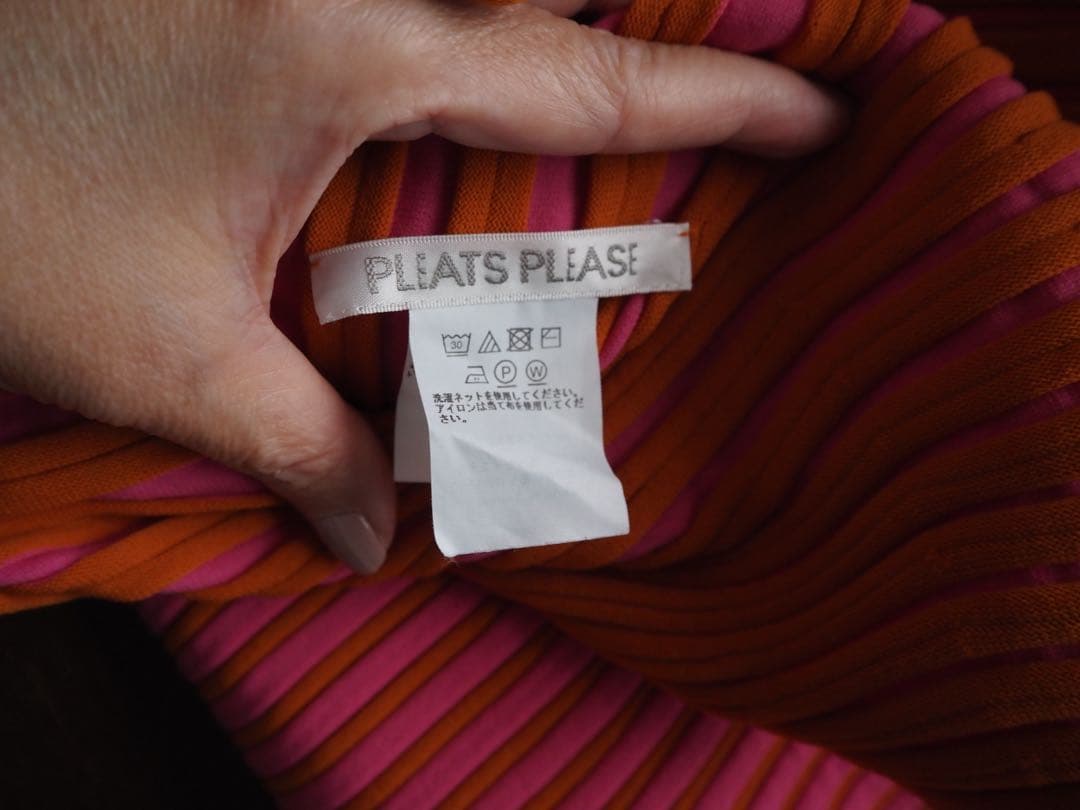 PLEATS PLEASE
30
P W
洗濯ネットを使用してください。
アイロンは当て布を使用してくだ
さい。